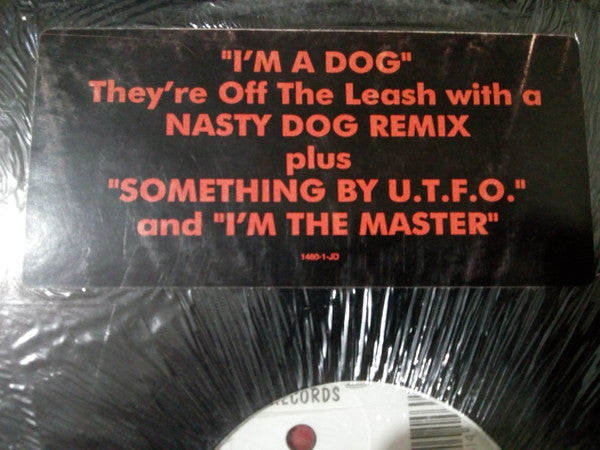 "I'M A DOG"
They're Off The Leash with a
NASTY DOG REMIX
plus
"SOMETHING BY U.T.F.O."
and "I'M THE MASTER"
1460-1-JD
RECORDS